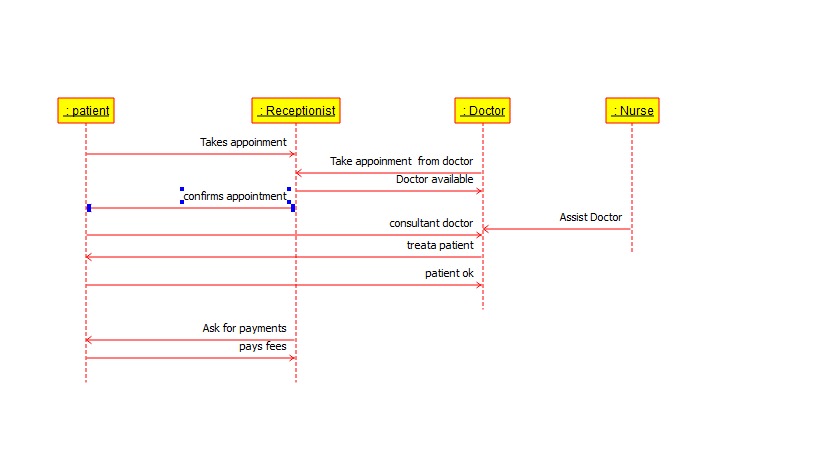 : patient
: Receptionist
: Doctor
: Nurse
Takes appoinment
Take appoinment  from doctor
Doctor available
confirms appointment
Assist Doctor
consultant doctor
treata patient
patient ok
Ask for payments
pays fees